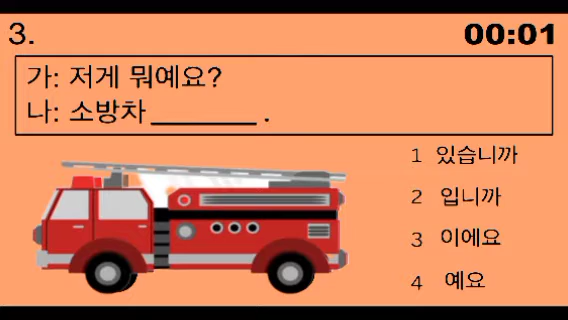 3.
00:01
가: 저게 뭐예요?
나: 소방차 ________ .
1 있습니까
2 입니까
3 이에요
4 예요